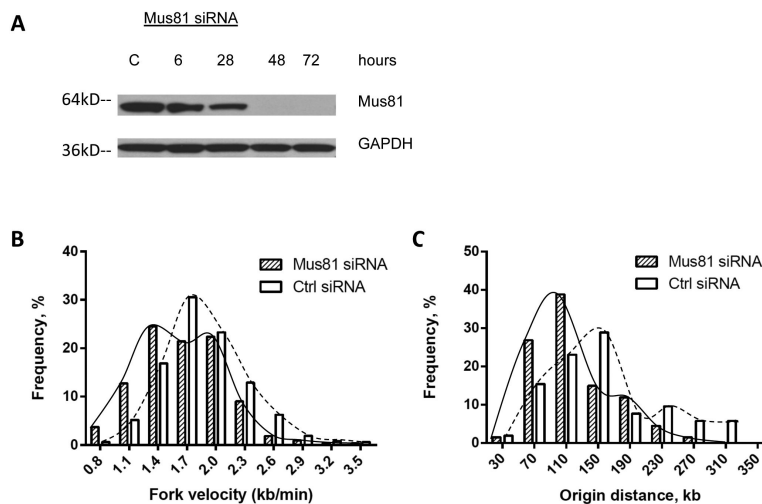 A
Mus81 siRNA
C 6 28 48 72 hours
64kD-- Mus81
36kD-- GAPDH
B
Mus81 siRNA
Ctrl siRNA
Frequency, %
40
30
20
10
0
0.8 1.1 1.4 1.7 2.0 2.3 2.6 2.9 3.2 3.5
Fork velocity (kb/min)
C
Mus81 siRNA
Ctrl siRNA
Frequency, %
50
40
30
20
10
0
30 70 110 150 190 230 270 310 350
Origin distance, kb